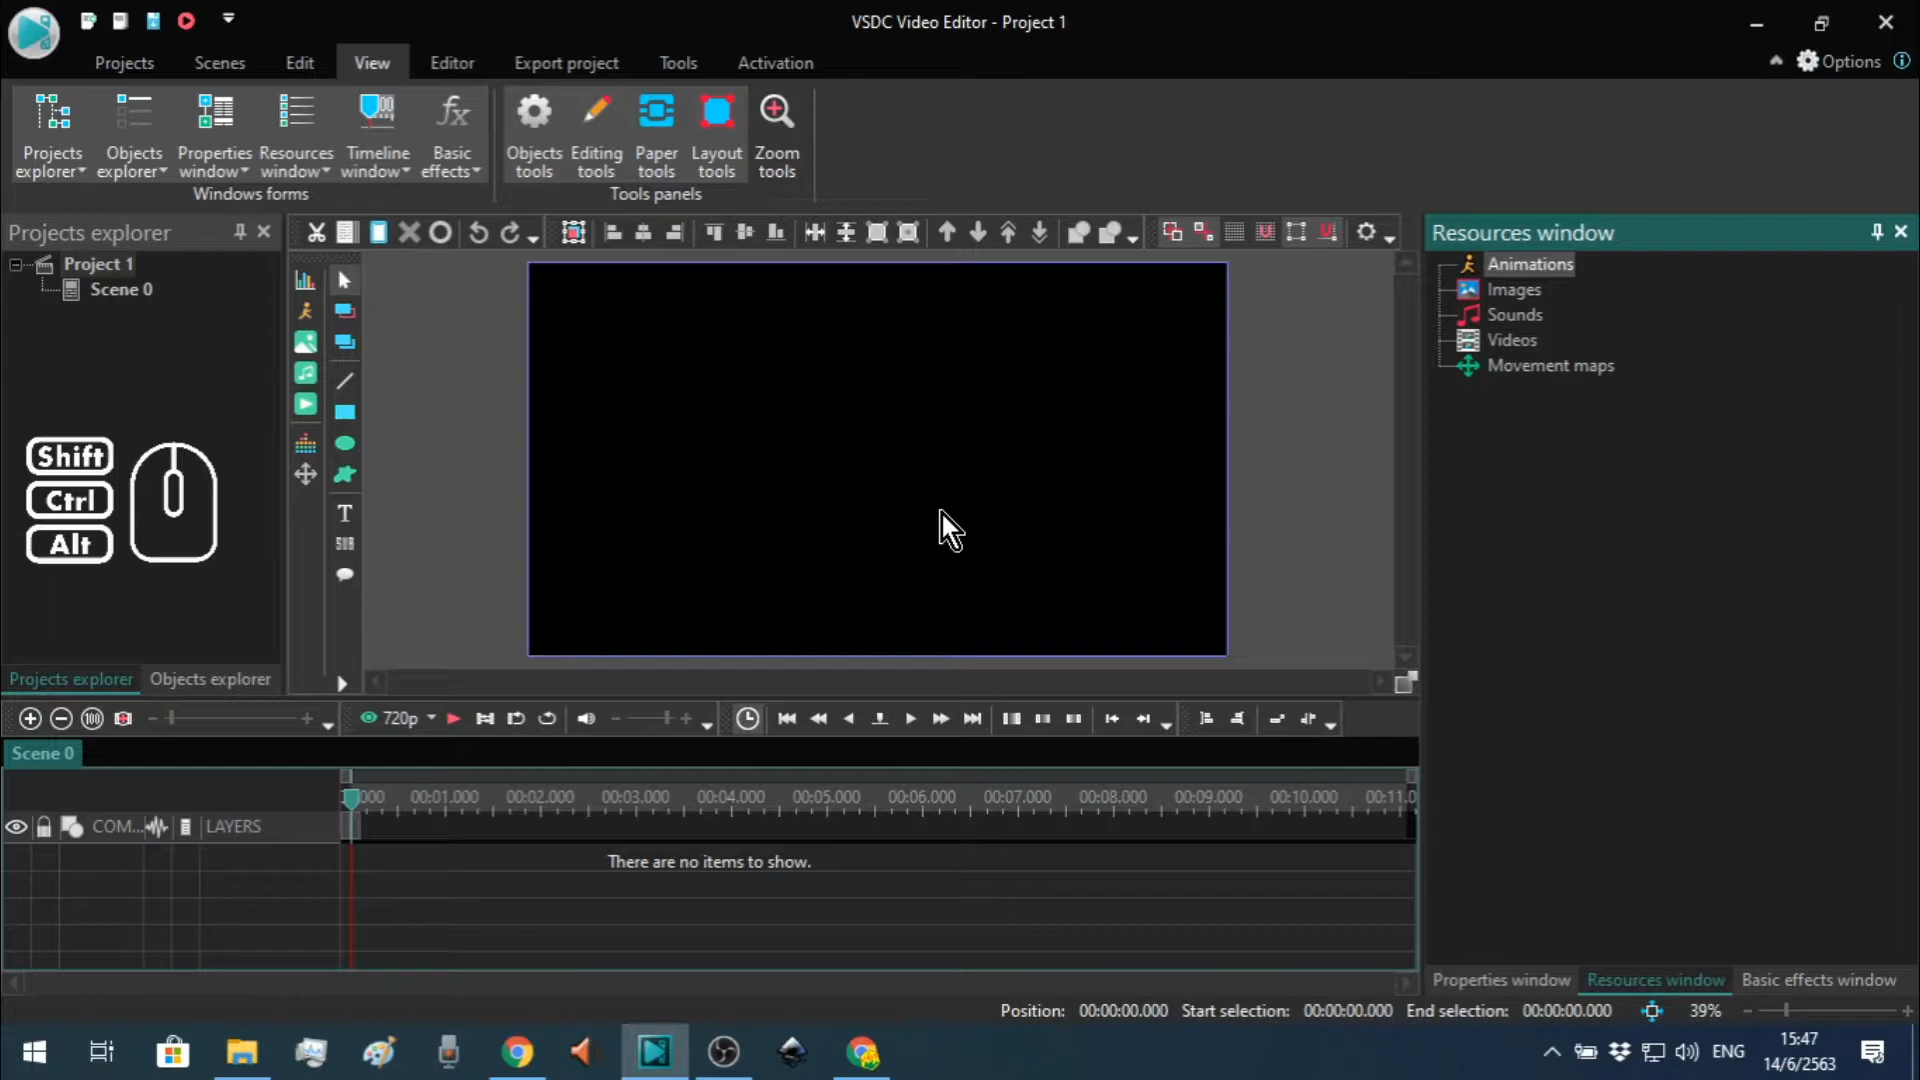 VSDC Video Editor - Project 1
Projects Scenes Edit View Editor Export project Tools Activation Options
Projects explorer Objects explorer Properties window Resources window Timeline window Basic effects
Objects tools Editing tools Paper tools Layout tools Zoom tools
Windows forms Tools panels
Projects explorer
Resources window
Project 1
Scene 0
Animations
Images
Sounds
Videos
Movement maps
Shift
Ctrl
Alt
T
SUB
Projects explorer Objects explorer
100 720p
Scene 0
000 00:01.000 00:02.000 00:03.000 00:04.000 00:05.000 00:06.000 00:07.000 00:08.000 00:09.000 00:10.000 00:11.0
COM... LAYERS
There are no items to show.
Properties window Resources window Basic effects window
Position: 00:00:00.000 Start selection: 00:00:00.000 End selection: 00:00:00.000 39%
ENG
15:47
14/6/2563